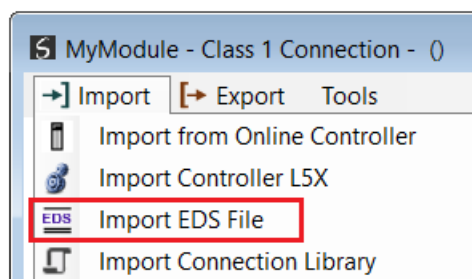 MyModule - Class 1 Connection - ()
Import Export Tools
Import from Online Controller
Import Controller L5X
EDS Import EDS File
Import Connection Library